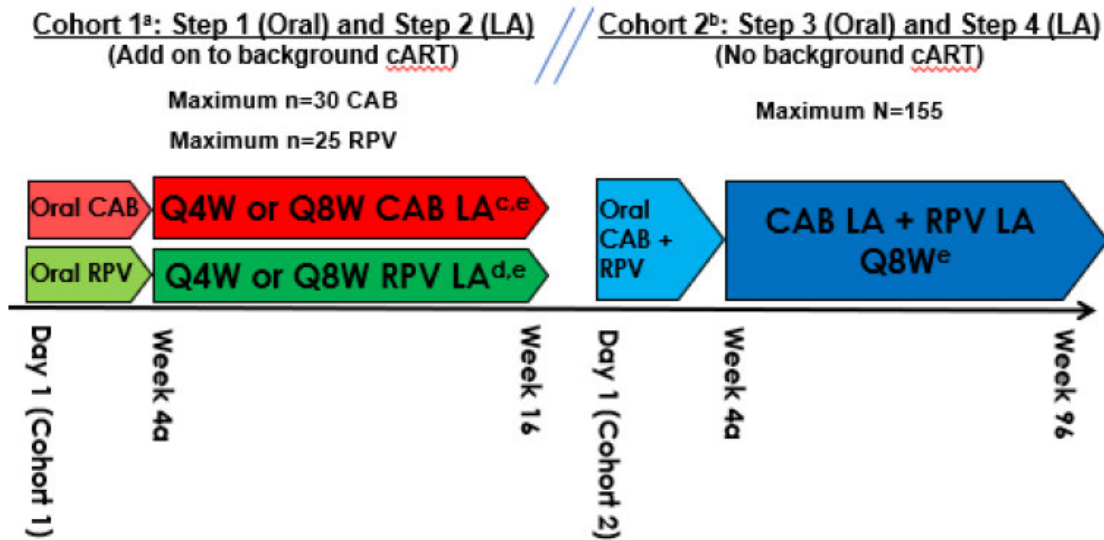 Cohort 1ᵃ: Step 1 (Oral) and Step 2 (LA)
(Add on to background cART)
Maximum n=30 CAB
Maximum n=25 RPV
Cohort 2ᵇ: Step 3 (Oral) and Step 4 (LA)
(No background cART)
Maximum N=155
Oral CAB
Q4W or Q8W CAB LAᶜ,ᵉ
Oral RPV
Q4W or Q8W RPV LAᵈ,ᵉ
Oral
CAB +
RPV
CAB LA + RPV LA
Q8Wᵉ
Day 1 (Cohort 1)
Week 4a
Week 16
Day 1 (Cohort 2)
Week 4a
Week 96